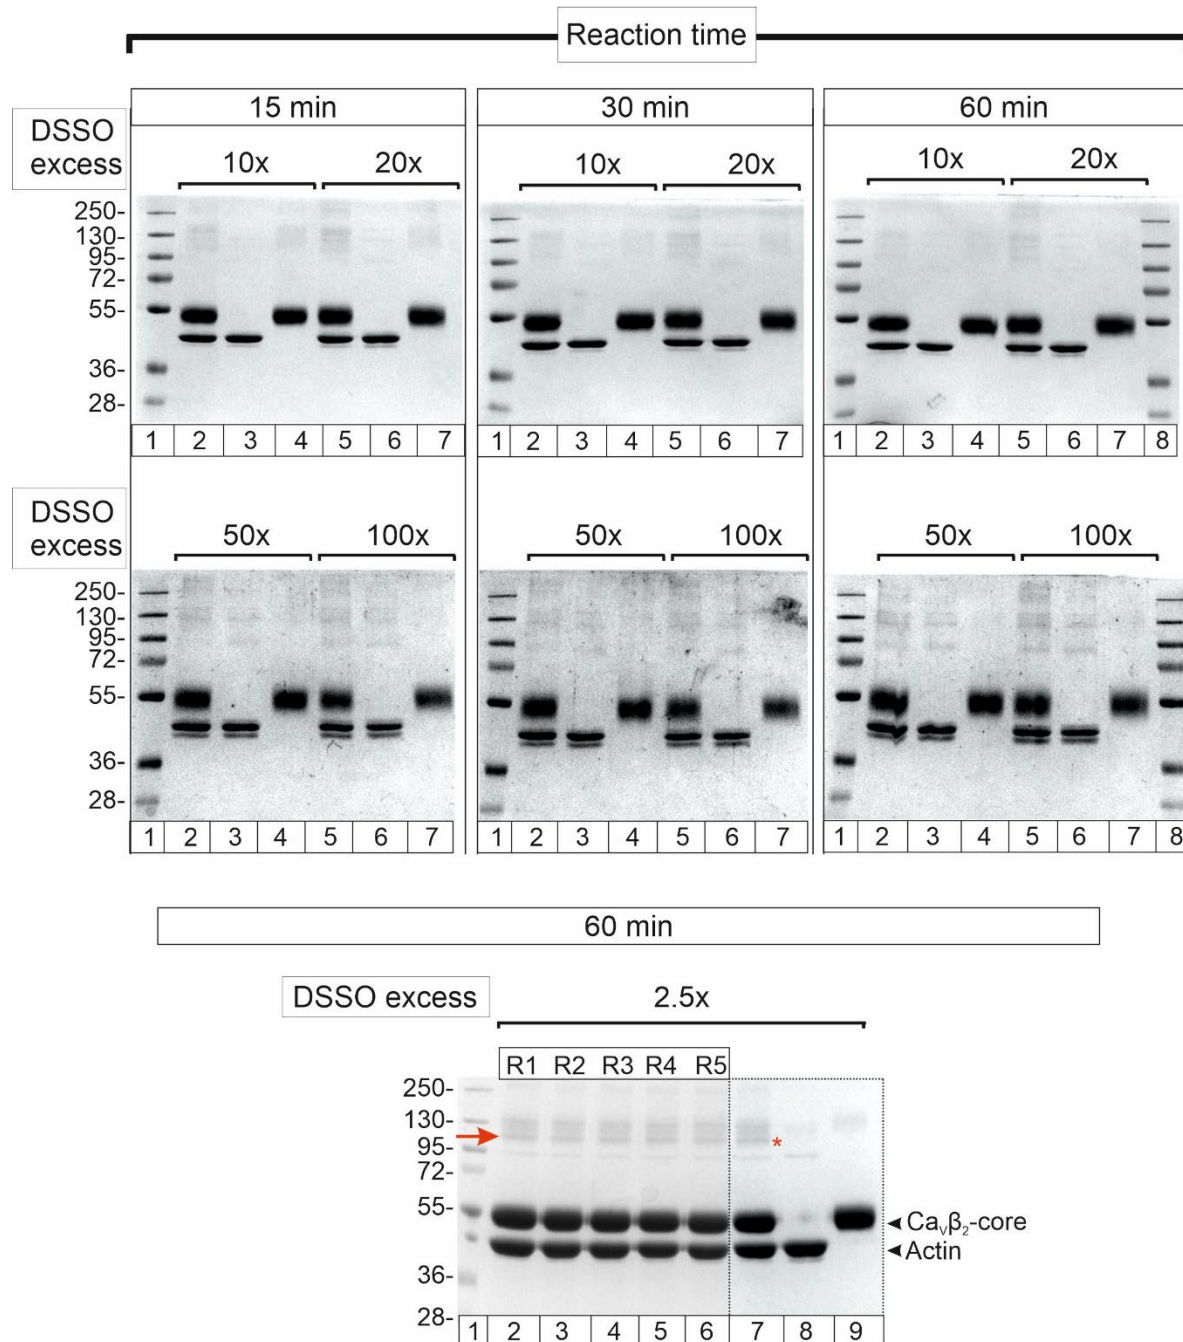 Reaction time
15 min 30 min 60 min
DSSO
excess
10x 20x 10x 20x 10x 20x
250-
130-
95-
72-
55-
36-
28-
1 2 3 4 5 6 7 1 2 3 4 5 6 7 1 2 3 4 5 6 7 8
DSSO
excess
50x 100x 50x 100x 50x 100x
250-
130-
95-
72-
55-
36-
28-
1 2 3 4 5 6 7 1 2 3 4 5 6 7 1 2 3 4 5 6 7 8
60 min
DSSO excess 2.5x
R1 R2 R3 R4 R5
250-
130-
95-
*
72-
55-
Caᵥβ₂-core
Actin
36-
28-
1 2 3 4 5 6 7 8 9